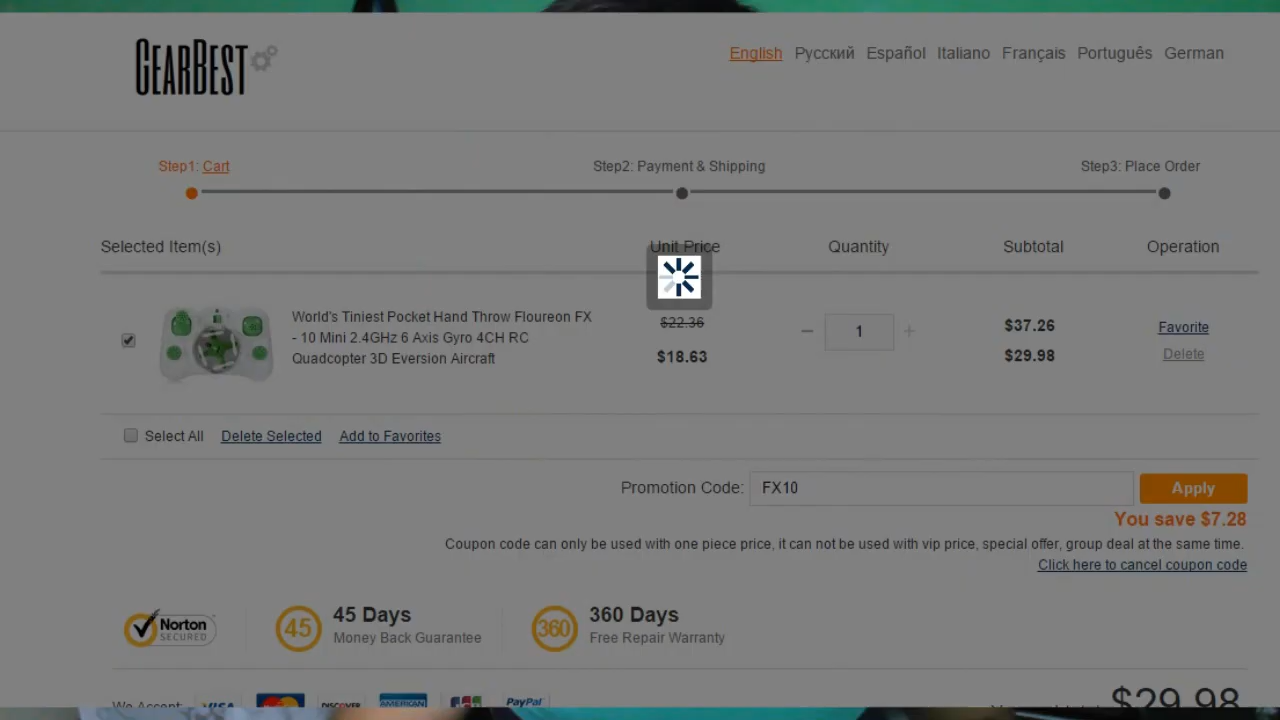 GEARBEST
English Русский Español Italiano Français Português German
Step1: Cart Step2: Payment & Shipping Step3: Place Order
Selected Item(s) Unit Price Quantity Subtotal Operation
World's Tiniest Pocket Hand Throw Floureon FX
- 10 Mini 2.4GHz 6 Axis Gyro 4CH RC
Quadcopter 3D Eversion Aircraft
$22.36
$18.63
1
$37.26
$29.98
Favorite
Delete
Select All Delete Selected Add to Favorites
Promotion Code: FX10 Apply
You save $7.28
Coupon code can only be used with one piece price, it can not be used with vip price, special offer, group deal at the same time.
Click here to cancel coupon code
Norton
SECURED
45
45 Days
Money Back Guarantee
360
360 Days
Free Repair Warranty
We Accept: VISA DISCOVER AMERICAN JCB PayPal
$29.98